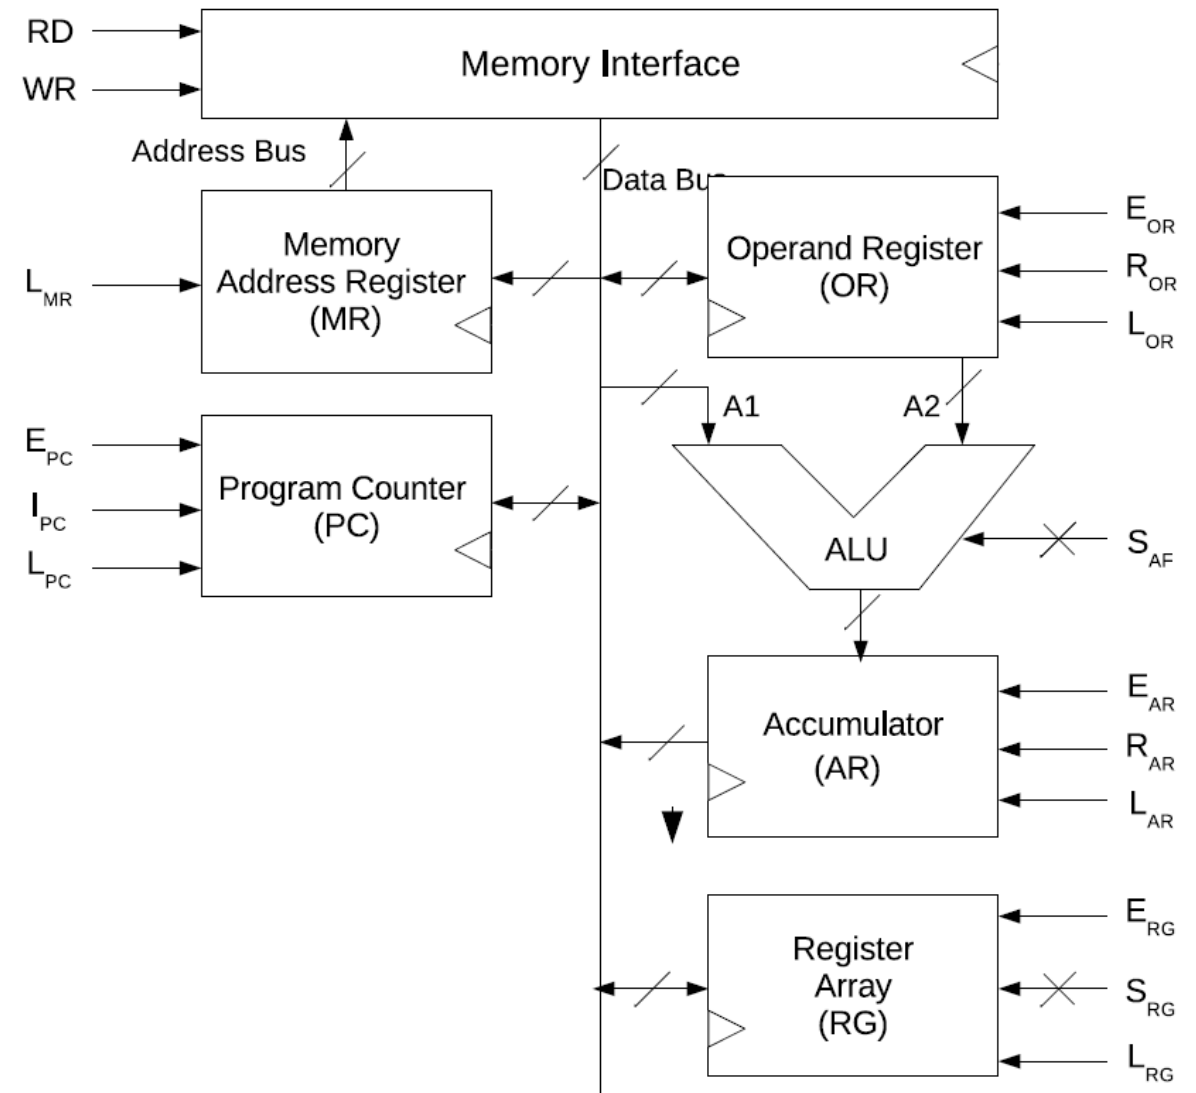 RD
WR
Memory Interface
Address Bus
Data Bus
Memory
Address Register
(MR)
L_MR
Operand Register
(OR)
E_OR
R_OR
L_OR
A1
A2
E_PC
I_PC
L_PC
Program Counter
(PC)
ALU
S_AF
Accumulator
(AR)
E_AR
R_AR
L_AR
Register
Array
(RG)
E_RG
S_RG
L_RG